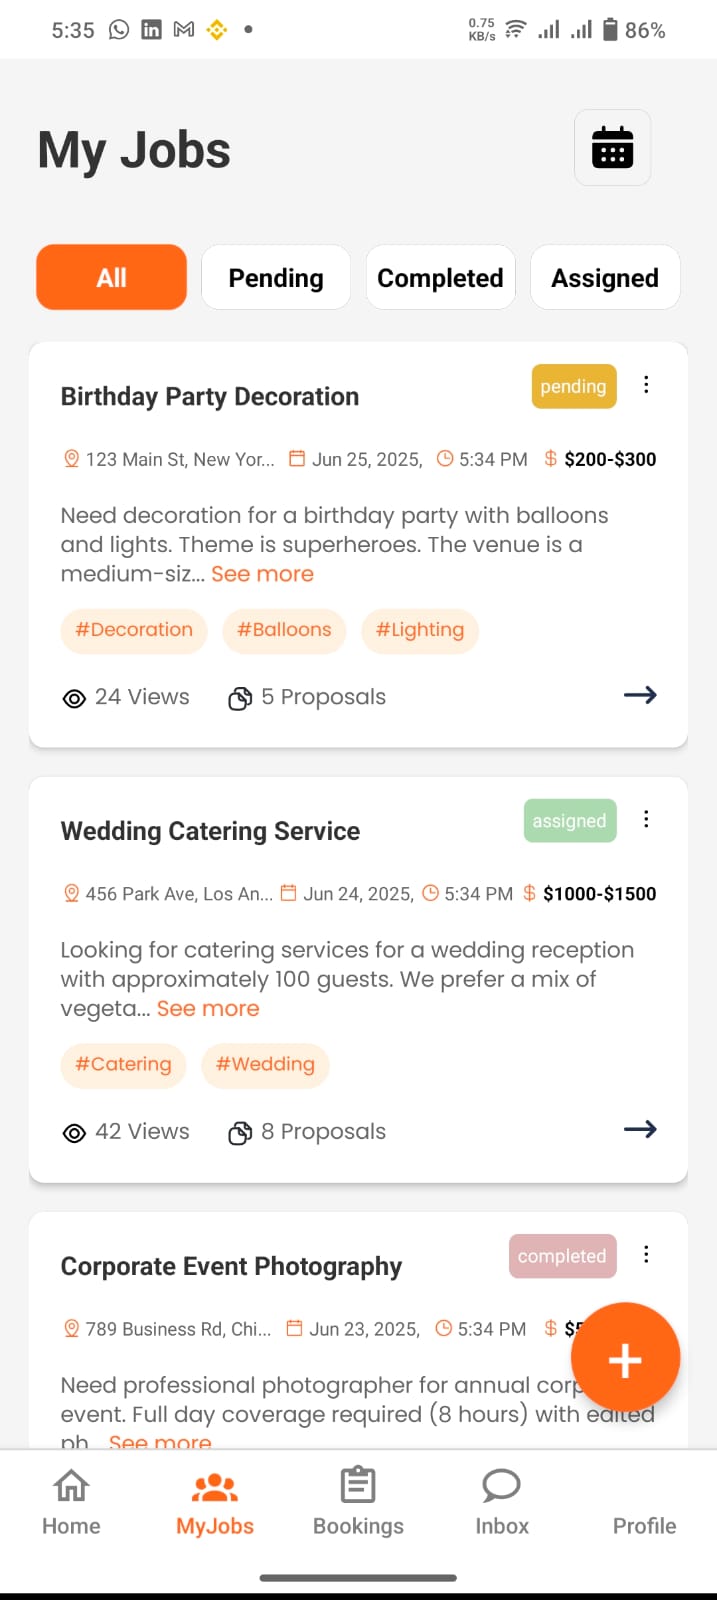 5:35 0.75 KB/s 86%
My Jobs
All Pending Completed Assigned
Birthday Party Decoration pending
123 Main St, New Yor... Jun 25, 2025, 5:34 PM $ $200-$300
Need decoration for a birthday party with balloons
and lights. Theme is superheroes. The venue is a
medium-siz... See more
#Decoration #Balloons #Lighting
24 Views 5 Proposals
Wedding Catering Service assigned
456 Park Ave, Los An... Jun 24, 2025, 5:34 PM $ $1000-$1500
Looking for catering services for a wedding reception
with approximately 100 guests. We prefer a mix of
vegeta... See more
#Catering #Wedding
42 Views 8 Proposals
Corporate Event Photography completed
789 Business Rd, Chi... Jun 23, 2025, 5:34 PM $
Need professional photographer for annual
event. Full day coverage required (8 hours) with edited
ph... See more
Home MyJobs Bookings Inbox Profile